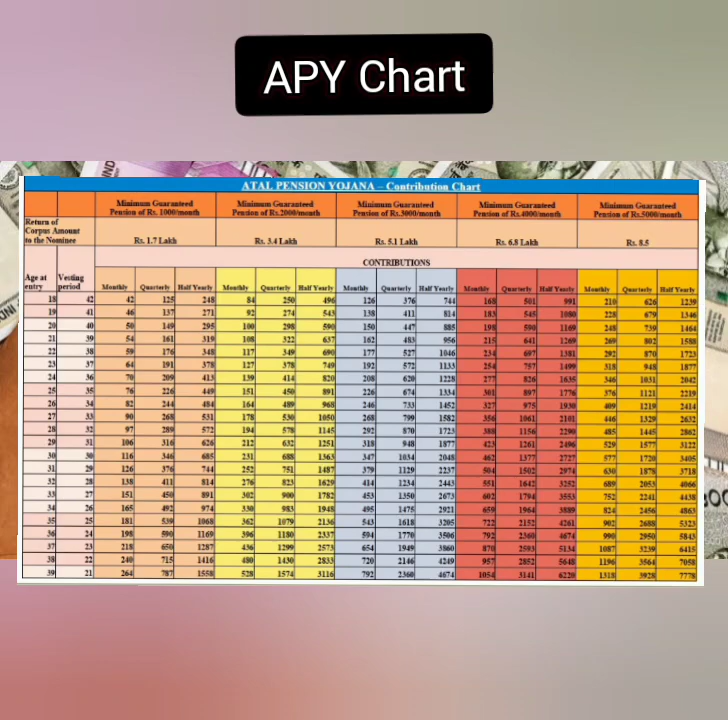 APY Chart
ATAL PENSION YOJANA – Contribution Chart
Minimum Guaranteed Pension of Rs. 1000/month Minimum Guaranteed Pension of Rs.2000/month Minimum Guaranteed Pension of Rs.3000/month Minimum Guaranteed Pension of Rs.4000/month Minimum Guaranteed Pension of Rs.5000/month
Return of Corpus Amount to the Nominee Rs. 1.7 Lakh Rs. 3.4 Lakh Rs. 5.1 Lakh Rs. 6.8 Lakh Rs. 8.5
CONTRIBUTIONS
Age at entry Vesting period Monthly Quarterly Half Yearly Monthly Quarterly Half Yearly Monthly Quarterly Half Yearly Monthly Quarterly Half Yearly Monthly Quarterly Half Yearly
18 42 42 125 248 84 250 496 126 376 744 168 501 991 210 626 1239
19 41 46 137 271 92 274 543 138 411 814 183 545 1080 228 679 1346
20 40 50 149 295 100 298 590 150 447 885 198 590 1169 248 739 1464
21 39 54 161 319 108 322 637 162 483 956 215 641 1269 269 802 1588
22 38 59 176 348 117 349 690 177 527 1046 234 697 1381 292 870 1723
23 37 64 191 378 127 378 749 192 572 1133 254 757 1499 318 948 1877
24 36 70 209 413 139 414 820 208 620 1228 277 826 1635 346 1031 2042
25 35 76 226 449 151 450 891 226 674 1334 301 897 1776 376 1121 2219
26 34 82 244 484 164 489 968 246 733 1452 327 975 1930 409 1219 2414
27 33 90 268 531 178 530 1050 268 799 1582 356 1061 2101 446 1329 2632
28 32 97 289 572 194 578 1145 292 870 1723 388 1156 2290 485 1445 2862
29 31 106 316 626 212 632 1251 318 948 1877 423 1261 2496 529 1577 3122
30 30 116 346 685 231 688 1363 347 1034 2048 462 1377 2727 577 1720 3405
31 29 126 376 744 252 751 1487 379 1129 2237 504 1502 2974 630 1878 3718
32 28 138 411 814 276 823 1629 414 1234 2443 551 1642 3252 689 2053 4066
33 27 151 450 891 302 900 1782 453 1350 2673 602 1794 3553 752 2241 4438
34 26 165 492 974 330 983 1948 495 1475 2921 659 1964 3889 824 2456 4863
35 25 181 539 1068 362 1079 2136 543 1618 3205 722 2152 4261 902 2688 5323
36 24 198 590 1169 396 1180 2337 594 1770 3506 792 2360 4674 990 2950 5843
37 23 218 650 1287 436 1299 2573 654 1949 3860 870 2593 5134 1087 3239 6415
38 22 240 715 1416 480 1430 2833 720 2146 4249 957 2852 5648 1196 3564 7058
39 21 264 787 1558 528 1574 3116 792 2360 4674 1054 3141 6220 1318 3928 7778